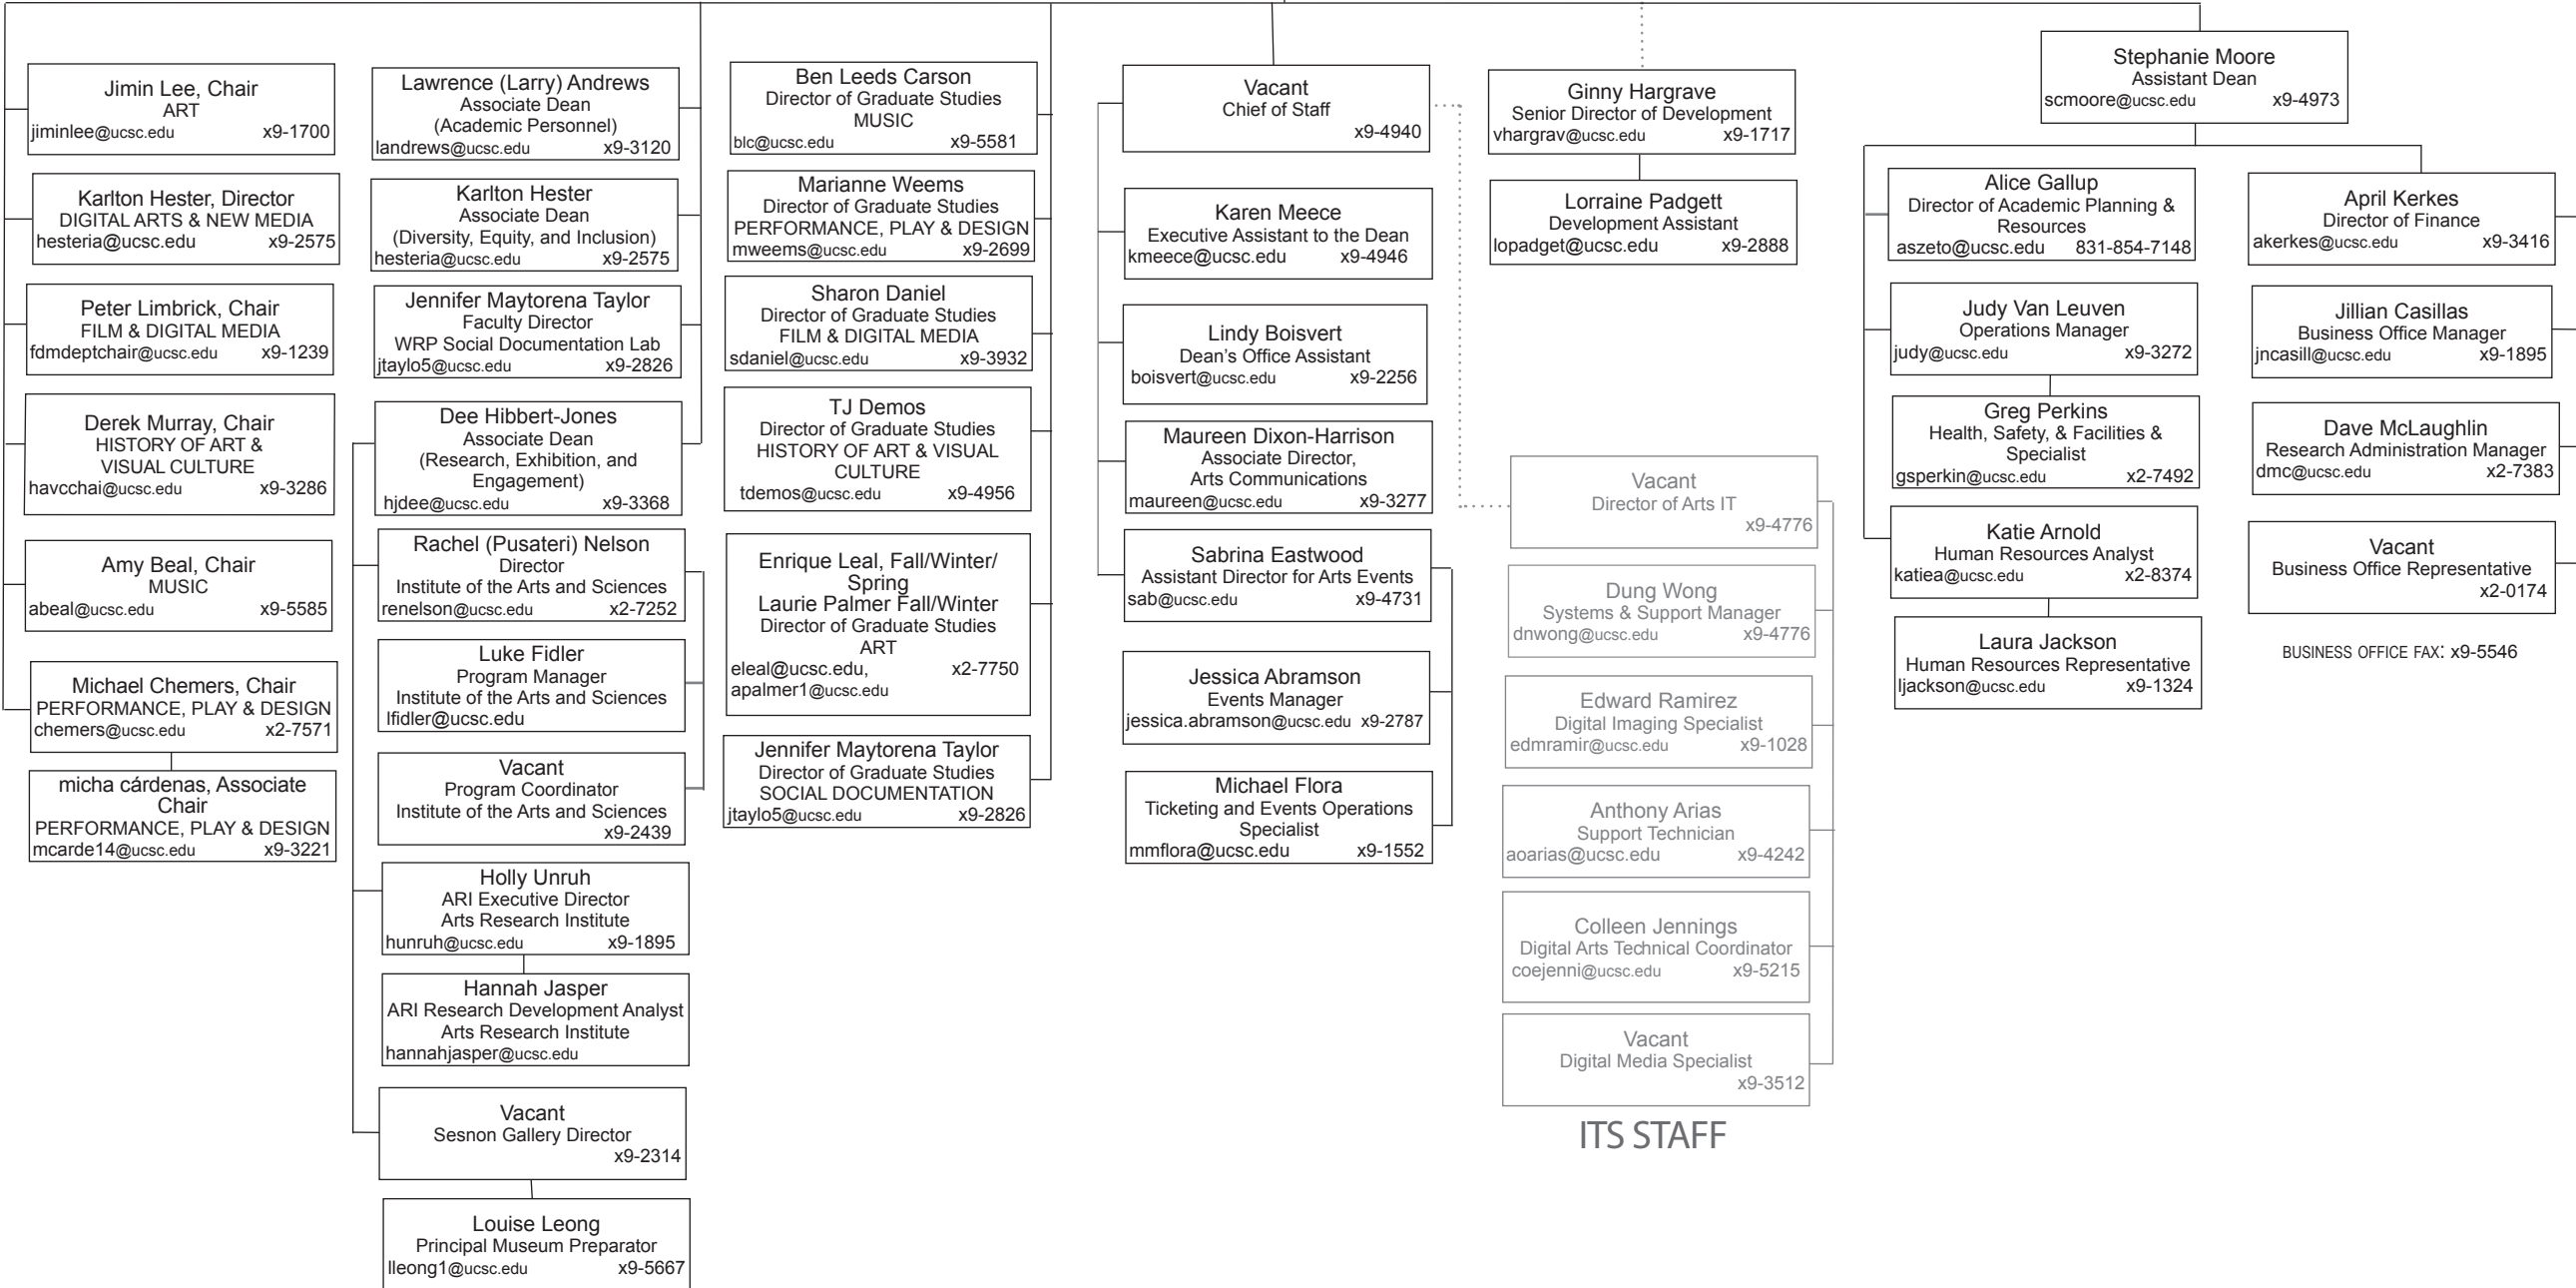 Jimin Lee, Chair
ART
jiminlee@ucsc.edu x9-1700
Karlton Hester, Director
DIGITAL ARTS & NEW MEDIA
hesteria@ucsc.edu x9-2575
Peter Limbrick, Chair
FILM & DIGITAL MEDIA
fdmdeptchair@ucsc.edu x9-1239
Derek Murray, Chair
HISTORY OF ART &
VISUAL CULTURE
havcchai@ucsc.edu x9-3286
Amy Beal, Chair
MUSIC
abeal@ucsc.edu x9-5585
Michael Chemers, Chair
PERFORMANCE, PLAY & DESIGN
chemers@ucsc.edu x2-7571
micha cárdenas, Associate
Chair
PERFORMANCE, PLAY & DESIGN
mcarde14@ucsc.edu x9-3221
Lawrence (Larry) Andrews
Associate Dean
(Academic Personnel)
landrews@ucsc.edu x9-3120
Karlton Hester
Associate Dean
(Diversity, Equity, and Inclusion)
hesteria@ucsc.edu x9-2575
Jennifer Maytorena Taylor
Faculty Director
WRP Social Documentation Lab
jtaylo5@ucsc.edu x9-2826
Dee Hibbert-Jones
Associate Dean
(Research, Exhibition, and
Engagement)
hjdee@ucsc.edu x9-3368
Rachel (Pusateri) Nelson
Director
Institute of the Arts and Sciences
renelson@ucsc.edu x2-7252
Luke Fidler
Program Manager
Institute of the Arts and Sciences
lfidler@ucsc.edu
Vacant
Program Coordinator
Institute of the Arts and Sciences
x9-2439
Holly Unruh
ARI Executive Director
Arts Research Institute
hunruh@ucsc.edu x9-1895
Hannah Jasper
ARI Research Development Analyst
Arts Research Institute
hannahjasper@ucsc.edu
Vacant
Sesnon Gallery Director
x9-2314
Louise Leong
Principal Museum Preparator
lleong1@ucsc.edu x9-5667
Ben Leeds Carson
Director of Graduate Studies
MUSIC
blc@ucsc.edu x9-5581
Marianne Weems
Director of Graduate Studies
PERFORMANCE, PLAY & DESIGN
mweems@ucsc.edu x9-2699
Sharon Daniel
Director of Graduate Studies
FILM & DIGITAL MEDIA
sdaniel@ucsc.edu x9-3932
TJ Demos
Director of Graduate Studies
HISTORY OF ART & VISUAL
CULTURE
tdemos@ucsc.edu x9-4956
Enrique Leal, Fall/Winter/
Spring
Laurie Palmer Fall/Winter
Director of Graduate Studies
ART
eleal@ucsc.edu, x2-7750
apalmer1@ucsc.edu
Jennifer Maytorena Taylor
Director of Graduate Studies
SOCIAL DOCUMENTATION
jtaylo5@ucsc.edu x9-2826
Vacant
Chief of Staff
x9-4940
Karen Meece
Executive Assistant to the Dean
kmeece@ucsc.edu x9-4946
Lindy Boisvert
Dean's Office Assistant
boisvert@ucsc.edu x9-2256
Maureen Dixon-Harrison
Associate Director,
Arts Communications
maureen@ucsc.edu x9-3277
Sabrina Eastwood
Assistant Director for Arts Events
sab@ucsc.edu x9-4731
Jessica Abramson
Events Manager
jessica.abramson@ucsc.edu x9-2787
Michael Flora
Ticketing and Events Operations
Specialist
mmflora@ucsc.edu x9-1552
Ginny Hargrave
Senior Director of Development
vhargrav@ucsc.edu x9-1717
Lorraine Padgett
Development Assistant
lopadget@ucsc.edu x9-2888
Vacant
Director of Arts IT
x9-4776
Dung Wong
Systems & Support Manager
dnwong@ucsc.edu x9-4776
Edward Ramirez
Digital Imaging Specialist
edmramir@ucsc.edu x9-1028
Anthony Arias
Support Technician
aoarias@ucsc.edu x9-4242
Colleen Jennings
Digital Arts Technical Coordinator
coejenni@ucsc.edu x9-5215
Vacant
Digital Media Specialist
x9-3512
ITS STAFF
Stephanie Moore
Assistant Dean
scmoore@ucsc.edu x9-4973
Alice Gallup
Director of Academic Planning &
Resources
aszeto@ucsc.edu 831-854-7148
Judy Van Leuven
Operations Manager
judy@ucsc.edu x9-3272
Greg Perkins
Health, Safety, & Facilities &
Specialist
gsperkin@ucsc.edu x2-7492
Katie Arnold
Human Resources Analyst
katiea@ucsc.edu x2-8374
Laura Jackson
Human Resources Representative
ljackson@ucsc.edu x9-1324
April Kerkes
Director of Finance
akerkes@ucsc.edu x9-3416
Jillian Casillas
Business Office Manager
jncasill@ucsc.edu x9-1895
Dave McLaughlin
Research Administration Manager
dmc@ucsc.edu x2-7383
Vacant
Business Office Representative
x2-0174
BUSINESS OFFICE FAX: x9-5546